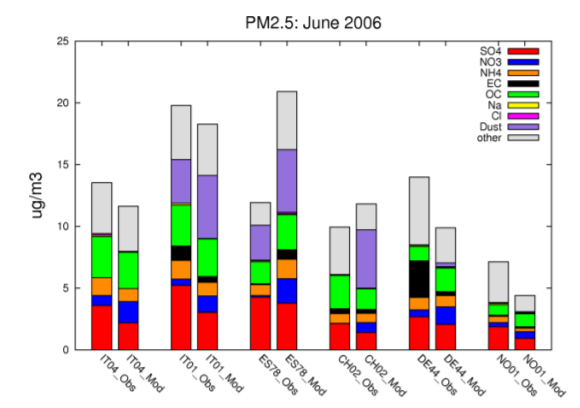 PM2.5: June 2006
25
20
15
10
5
0
ug/m3
SO4
NO3
NH4
EC
OC
Na
Cl
Dust
other
IT04_Obs
IT04_Mod
IT01_Obs
IT01_Mod
ES78_Obs
ES78_Mod
CH02_Obs
CH02_Mod
DE44_Obs
DE44_Mod
NO01_Obs
NO01_Mod